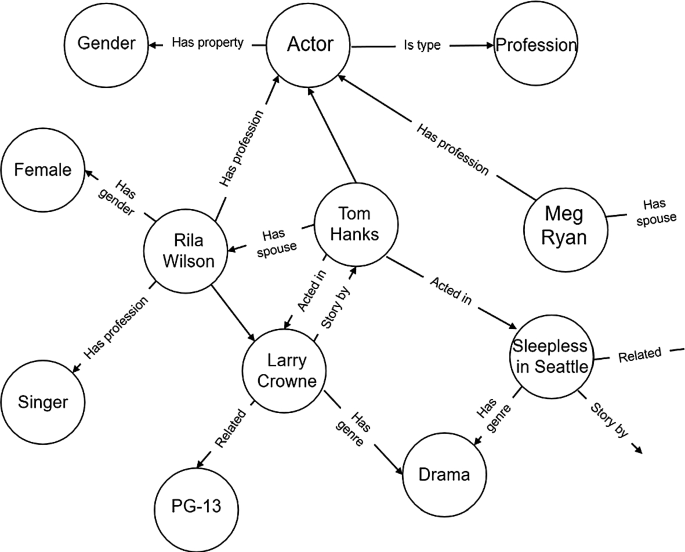 Gender
Has property
Actor
Is type
Profession
Has profession
Has profession
Female
Has
gender
Rila
Wilson
Has
spouse
Tom
Hanks
Meg
Ryan
Has
spouse
Acted in
Story by
Acted in
Has profession
Singer
Larry
Crowne
Sleepless
in Seattle
Related
Related
Has
genre
Has
genre
Story by
PG-13
Drama